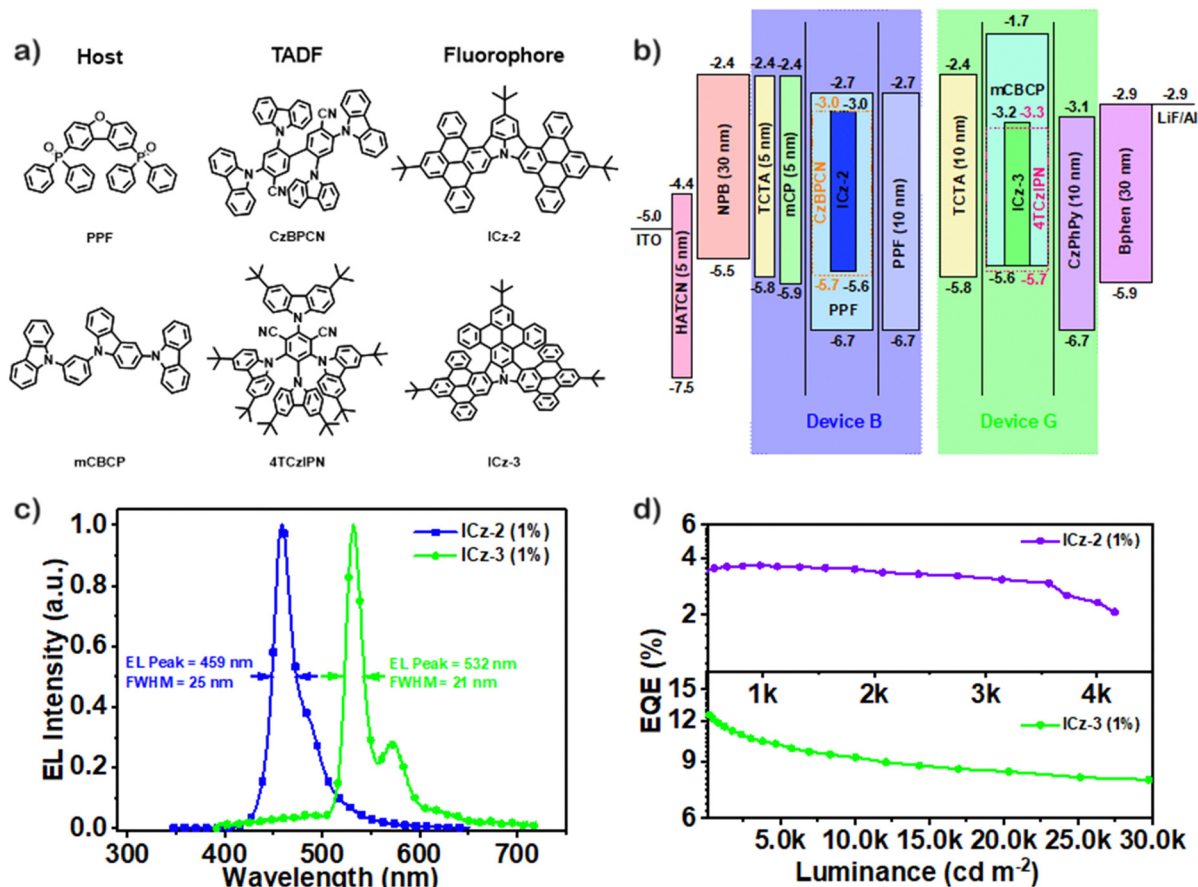 a)
Host
TADF
Fluorophore
PPF
CzBPCN
ICz-2
mCBCP
4TCzIPN
ICz-3
b)
-5.0
ITO
-4.4
HATCN (5 nm)
-7.5
-2.4
NPB (30 nm)
-5.5
-2.4
TCTA (5 nm)
-5.8
-2.4
mCP (5 nm)
-5.9
-2.7
-3.0
-3.0
CzBPCN
ICz-2
-5.7
-5.6
PPF
-6.7
-2.7
PPF (10 nm)
-6.7
Device B
-2.4
TCTA (10 nm)
-5.8
-1.7
mCBCP
-3.2
-3.3
ICz-3
4TCzIPN
-5.6
-5.7
-3.1
CzPhPy (10 nm)
-6.7
Device G
-2.9
Bphen (30 nm)
-5.9
-2.9
LiF/Al
c)
EL Intensity (a.u.)
1.0
0.8
0.6
0.4
0.2
0.0
ICz-2 (1%)
ICz-3 (1%)
EL Peak = 459 nm
FWHM = 25 nm
EL Peak = 532 nm
FWHM = 21 nm
300 400 500 600 700
Wavelength (nm)
d)
EQE (%)
6
4
2
ICz-2 (1%)
1k 2k 3k 4k
15
12
9
6
ICz-3 (1%)
5.0k 10.0k 15.0k 20.0k 25.0k 30.0k
Luminance (cd m-2)